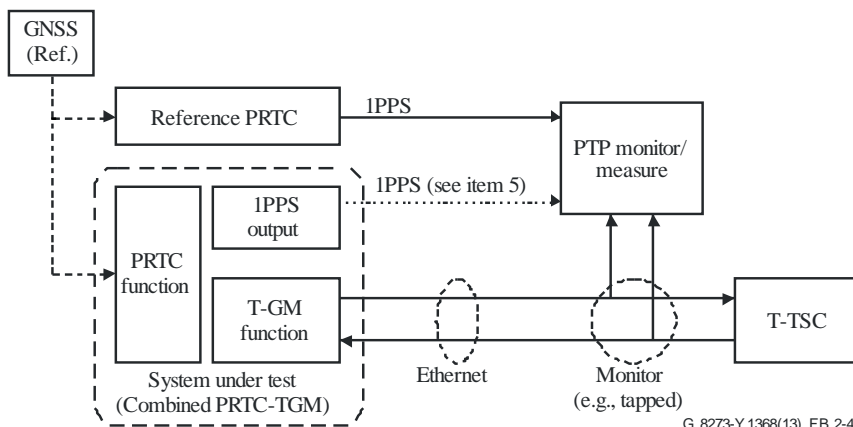 GNSS
(Ref.)
Reference PRTC
1PPS
PTP monitor/
measure
1PPS (see item 5)
1PPS
output
PRTC
function
T-GM
function
T-TSC
System under test
(Combined PRTC-TGM)
Ethernet
Monitor
(e.g., tapped)
G.8273-Y.1368(13)_FB.2-4